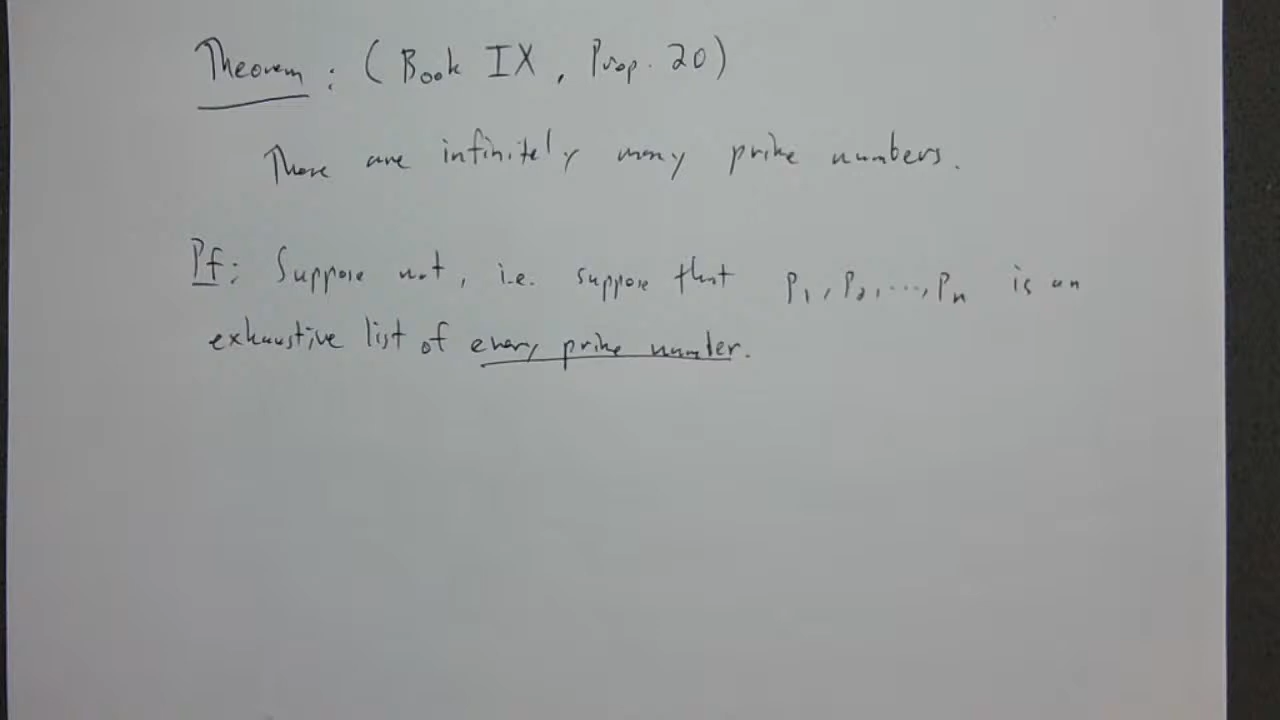 Theorem: (Book IX, Prop. 20)
There are infinitely many prime numbers.
Pf: Suppose not, i.e. suppose that p₁, p₂, ..., pₙ is an
exhaustive list of every prime number.